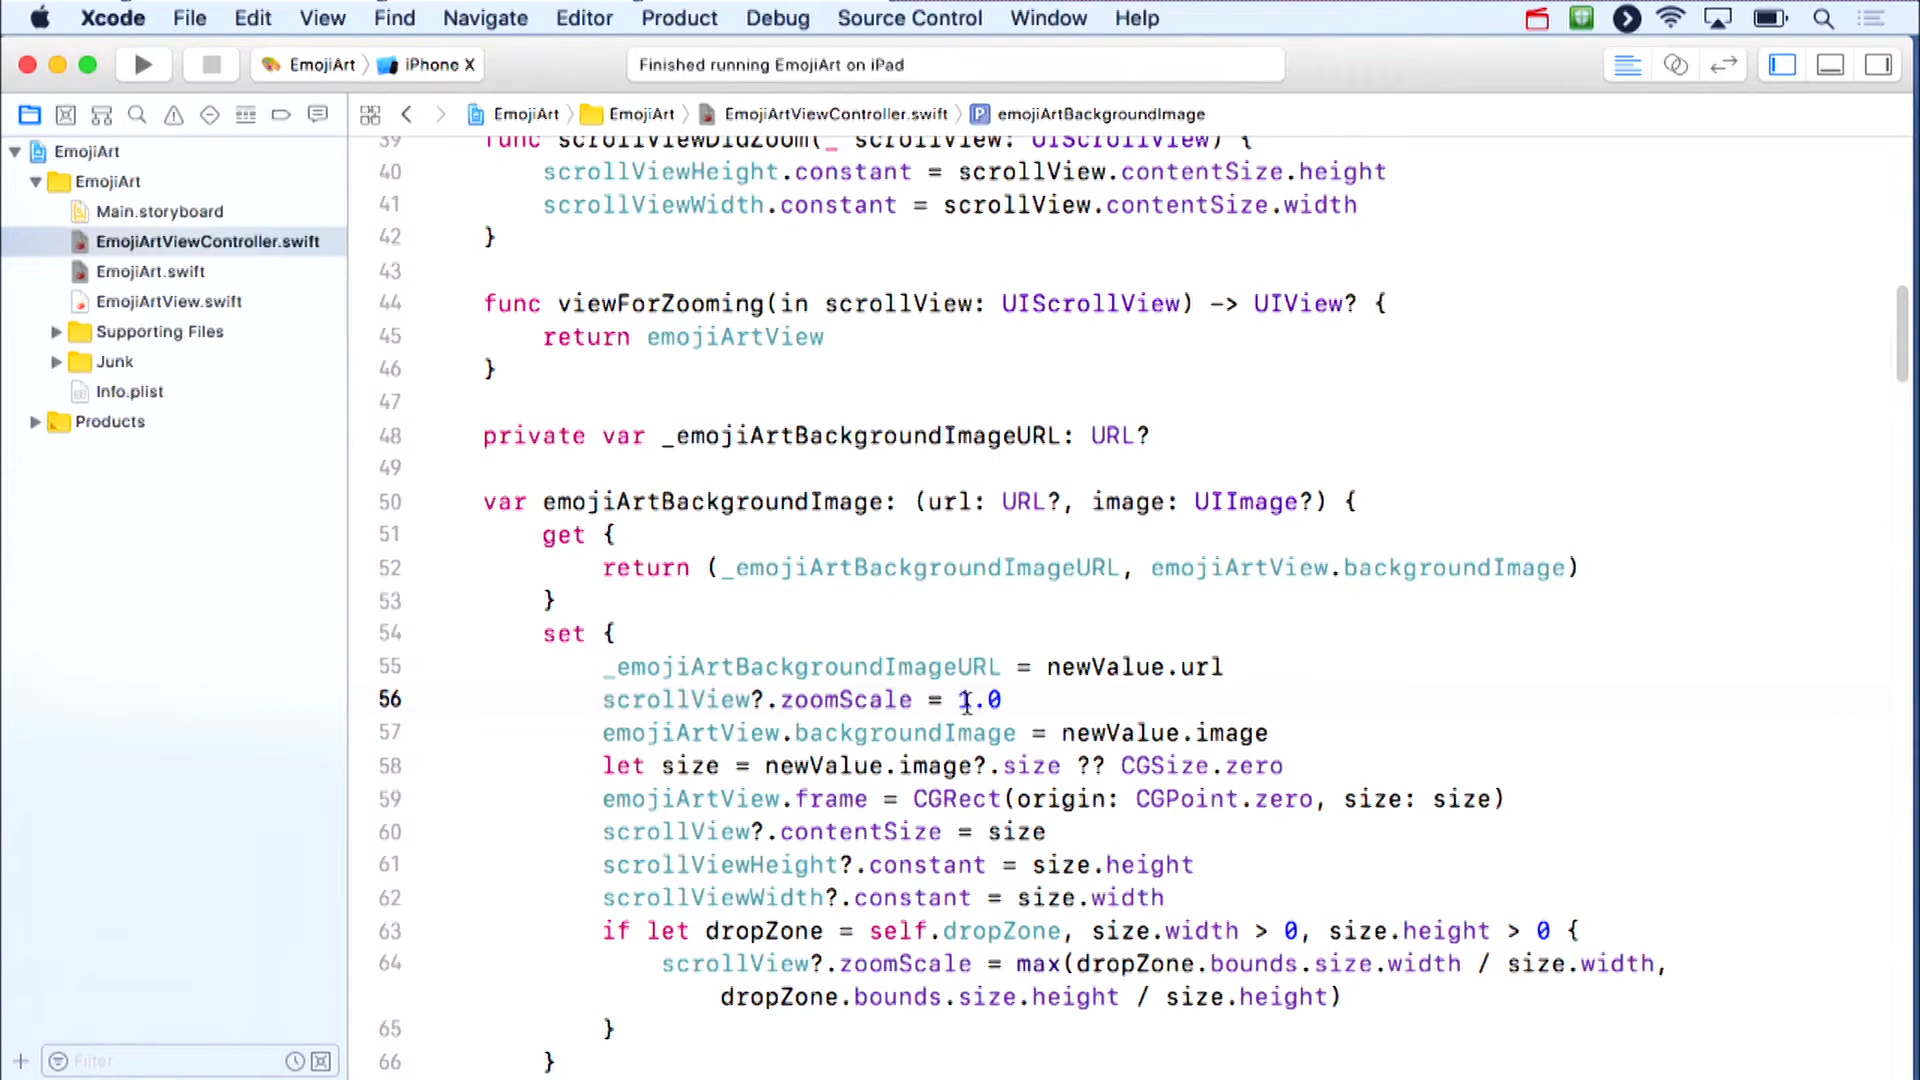 Xcode File Edit View Find Navigate Editor Product Debug Source Control Window Help
EmojiArt iPhone X Finished running EmojiArt on iPad
EmojiArt EmojiArt EmojiArtViewController.swift P emojiArtBackgroundImage
EmojiArt
EmojiArt
Main.storyboard
EmojiArtViewController.swift
EmojiArt.swift
EmojiArtView.swift
Supporting Files
Junk
Info.plist
Products
Filter
39 func scrollViewDidZoom(_ scrollView: UIScrollView) {
40 scrollViewHeight.constant = scrollView.contentSize.height
41 scrollViewWidth.constant = scrollView.contentSize.width
42 }
43
44 func viewForZooming(in scrollView: UIScrollView) -> UIView? {
45 return emojiArtView
46 }
47
48 private var _emojiArtBackgroundImageURL: URL?
49
50 var emojiArtBackgroundImage: (url: URL?, image: UIImage?) {
51 get {
52 return (_emojiArtBackgroundImageURL, emojiArtView.backgroundImage)
53 }
54 set {
55 _emojiArtBackgroundImageURL = newValue.url
56 scrollView?.zoomScale = 1.0
57 emojiArtView.backgroundImage = newValue.image
58 let size = newValue.image?.size ?? CGSize.zero
59 emojiArtView.frame = CGRect(origin: CGPoint.zero, size: size)
60 scrollView?.contentSize = size
61 scrollViewHeight?.constant = size.height
62 scrollViewWidth?.constant = size.width
63 if let dropZone = self.dropZone, size.width > 0, size.height > 0 {
64 scrollView?.zoomScale = max(dropZone.bounds.size.width / size.width,
dropZone.bounds.size.height / size.height)
65 }
66 }